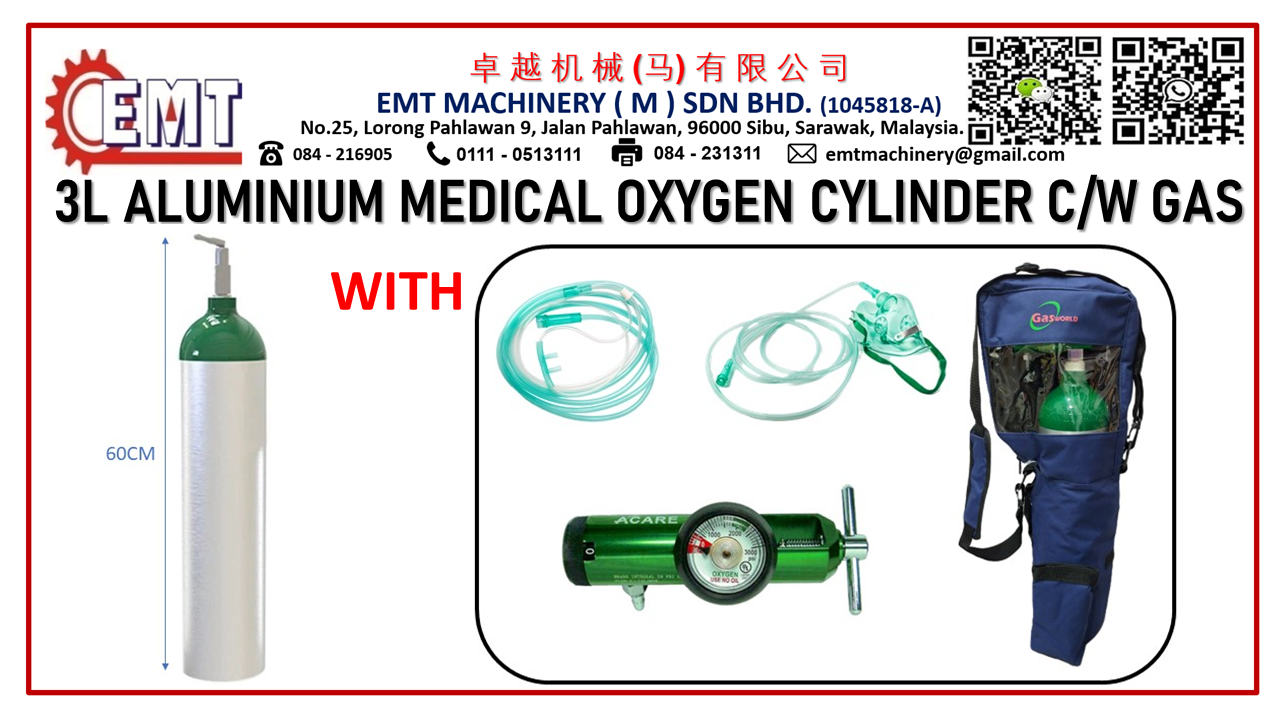 EMT
卓越机械(马)有限公司
EMT MACHINERY ( M ) SDN BHD. (1045818-A)
No.25, Lorong Pahlawan 9, Jalan Pahlawan, 96000 Sibu, Sarawak, Malaysia.
084 - 216905 0111 - 0513111 084 - 231311 emtmachinery@gmail.com
3L ALUMINIUM MEDICAL OXYGEN CYLINDER C/W GAS
WITH
60CM
GasWORLD
ACARE
0
1000 2000 3000
OXYGEN
USE NO OIL